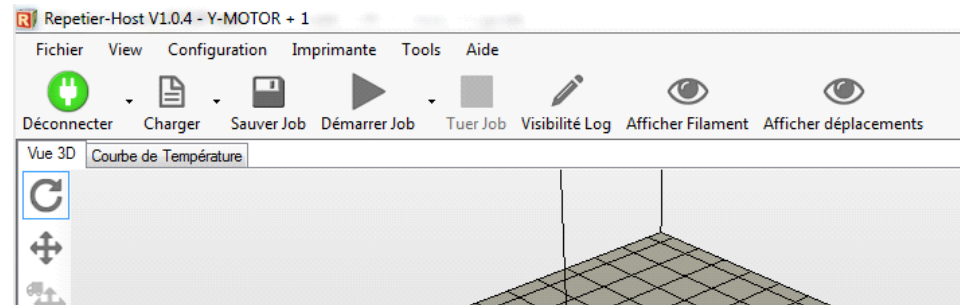 Repetier-Host V1.0.4 - Y-MOTOR + 1
Fichier View Configuration Imprimante Tools Aide
Déconnecter Charger Sauver Job Démarrer Job Tuer Job Visibilité Log Afficher Filament Afficher déplacements
Vue 3D Courbe de Température